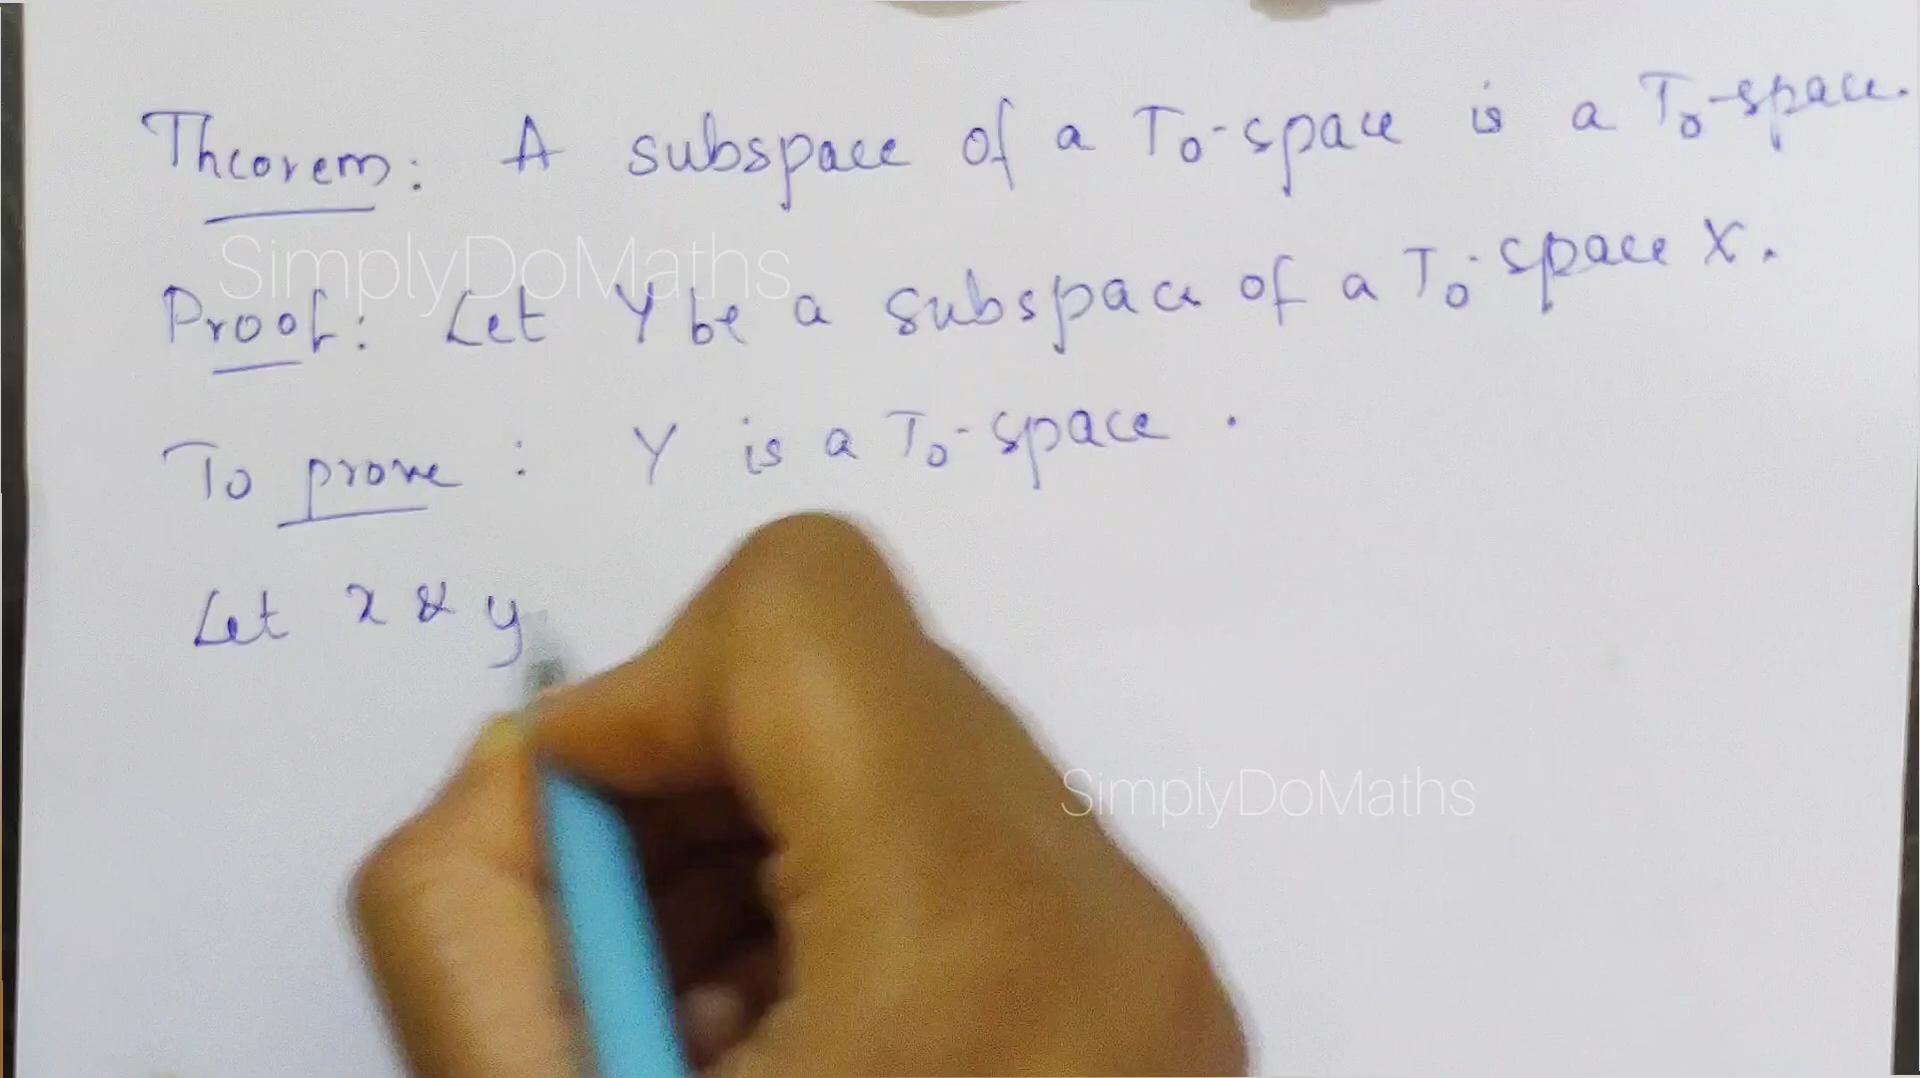 Theorem: A subspace of a T₀-space is a T₀-space.
SimplyDoMaths
Proof: Let Y be a subspace of a T₀-space X.
To prove : Y is a T₀-space.
Let x & y
SimplyDoMaths